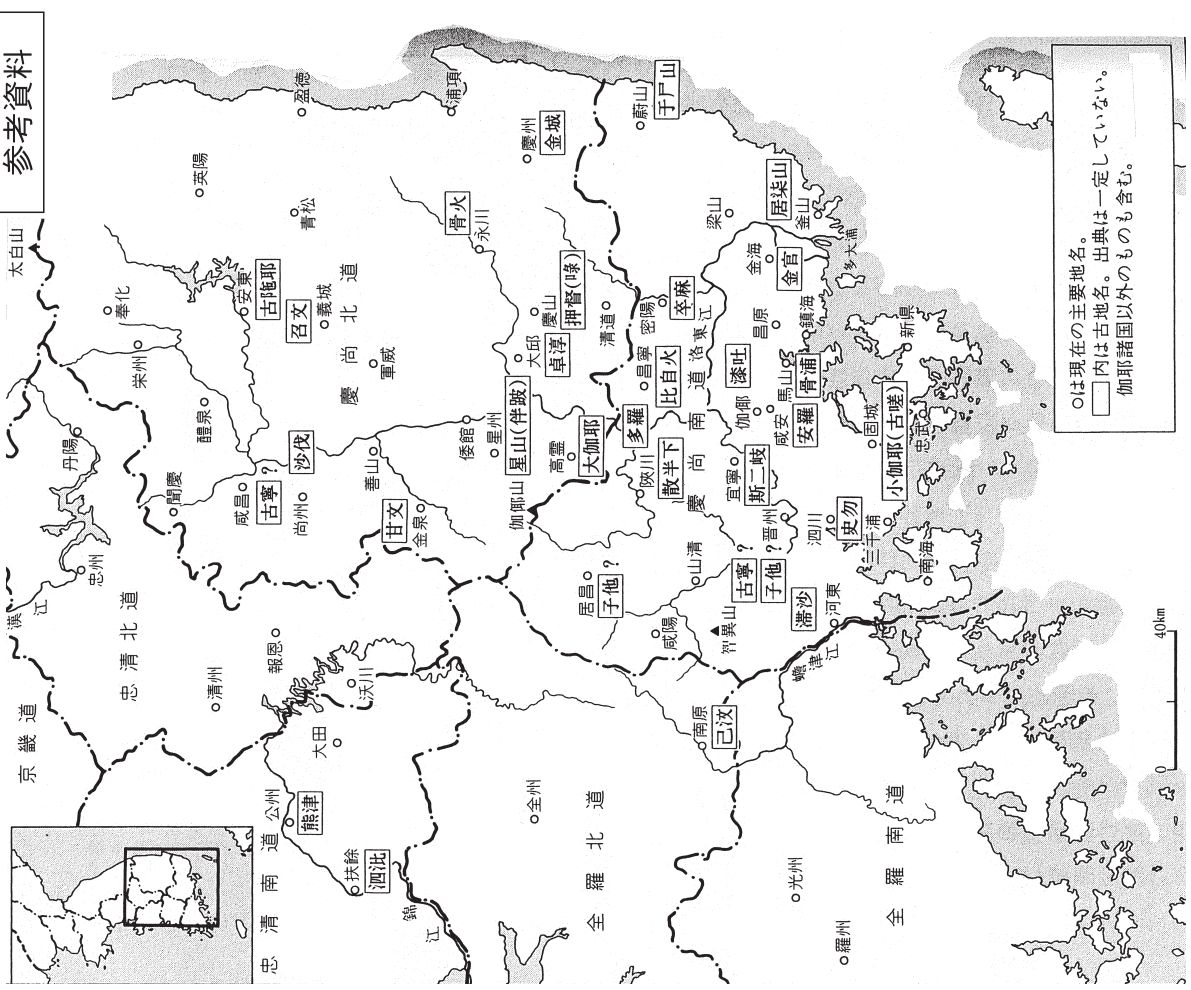 参考資料
太白山
英陽
盈徳
浦項
青松
奉化
安東
古陁耶
召文
義城
慶尚北道
軍威
栄州
醴泉
丹陽
聞慶
咸昌
古寧?
沙伐
尚州
善山
甘文
金泉
倭館
星州
星山(伴跛)
伽耶山
高霊
大伽耶
骨火
永川
慶州
金城
大邱
卓淳
慶山
押督(㖨)
清道
蔚山
于尸山
梁山
居柒山
釜山
多大浦
金海
金官
密陽
卒麻
洛東江
昌寧
比自火
昌原
鎮海
漆吐
馬山
骨浦
新県
伽倻
咸安
安羅
固城
小伽耶(古嗟)
忠武
多羅
陜川
散半下
慶尚南道
宜寧
斯二岐
晋州
泗川
史勿
三千浦
南海
居昌
子他?
山清
古寧?
子他?
咸陽
智異山
滞沙
河東
蟾津江
南原
己汶
漢江
忠州
忠清北道
清州
報恩
沃川
京畿道
大田
公州
熊津
扶餘
泗沘
忠清南道
錦江
全州
全羅北道
光州
羅州
全羅南道
0
40km
○は現在の主要地名。
□内は古地名。出典は一定していない。
伽耶諸国以外のものも含む。